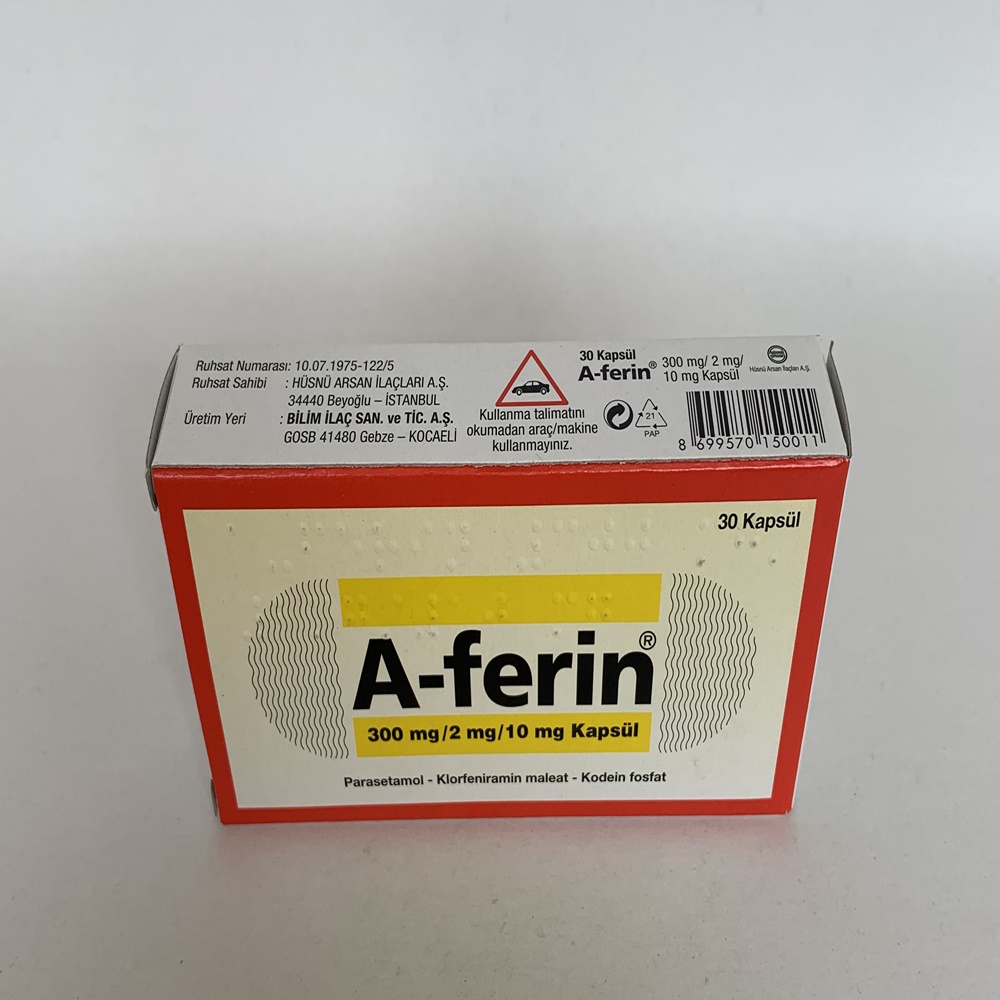 Ruhsat Numarası: 10.07.1975-122/5
Ruhsat Sahibi : HÜSNÜ ARSAN İLAÇLARI A.Ş.
34440 Beyoğlu – İSTANBUL
Üretim Yeri : BİLİM İLAÇ SAN. ve TİC. A.Ş.
GOSB 41480 Gebze – KOCAELİ
Kullanma talimatını
okumadan araç/makine
kullanmayınız.
30 Kapsül
A-ferin® 300 mg/ 2 mg/
10 mg Kapsül
Hüsnü Arsan İlaçları A.Ş.
21
PAP
8 699570 150011
30 Kapsül
A-ferin®
300 mg/2 mg/10 mg Kapsül
Parasetamol - Klorfeniramin maleat - Kodein fosfat